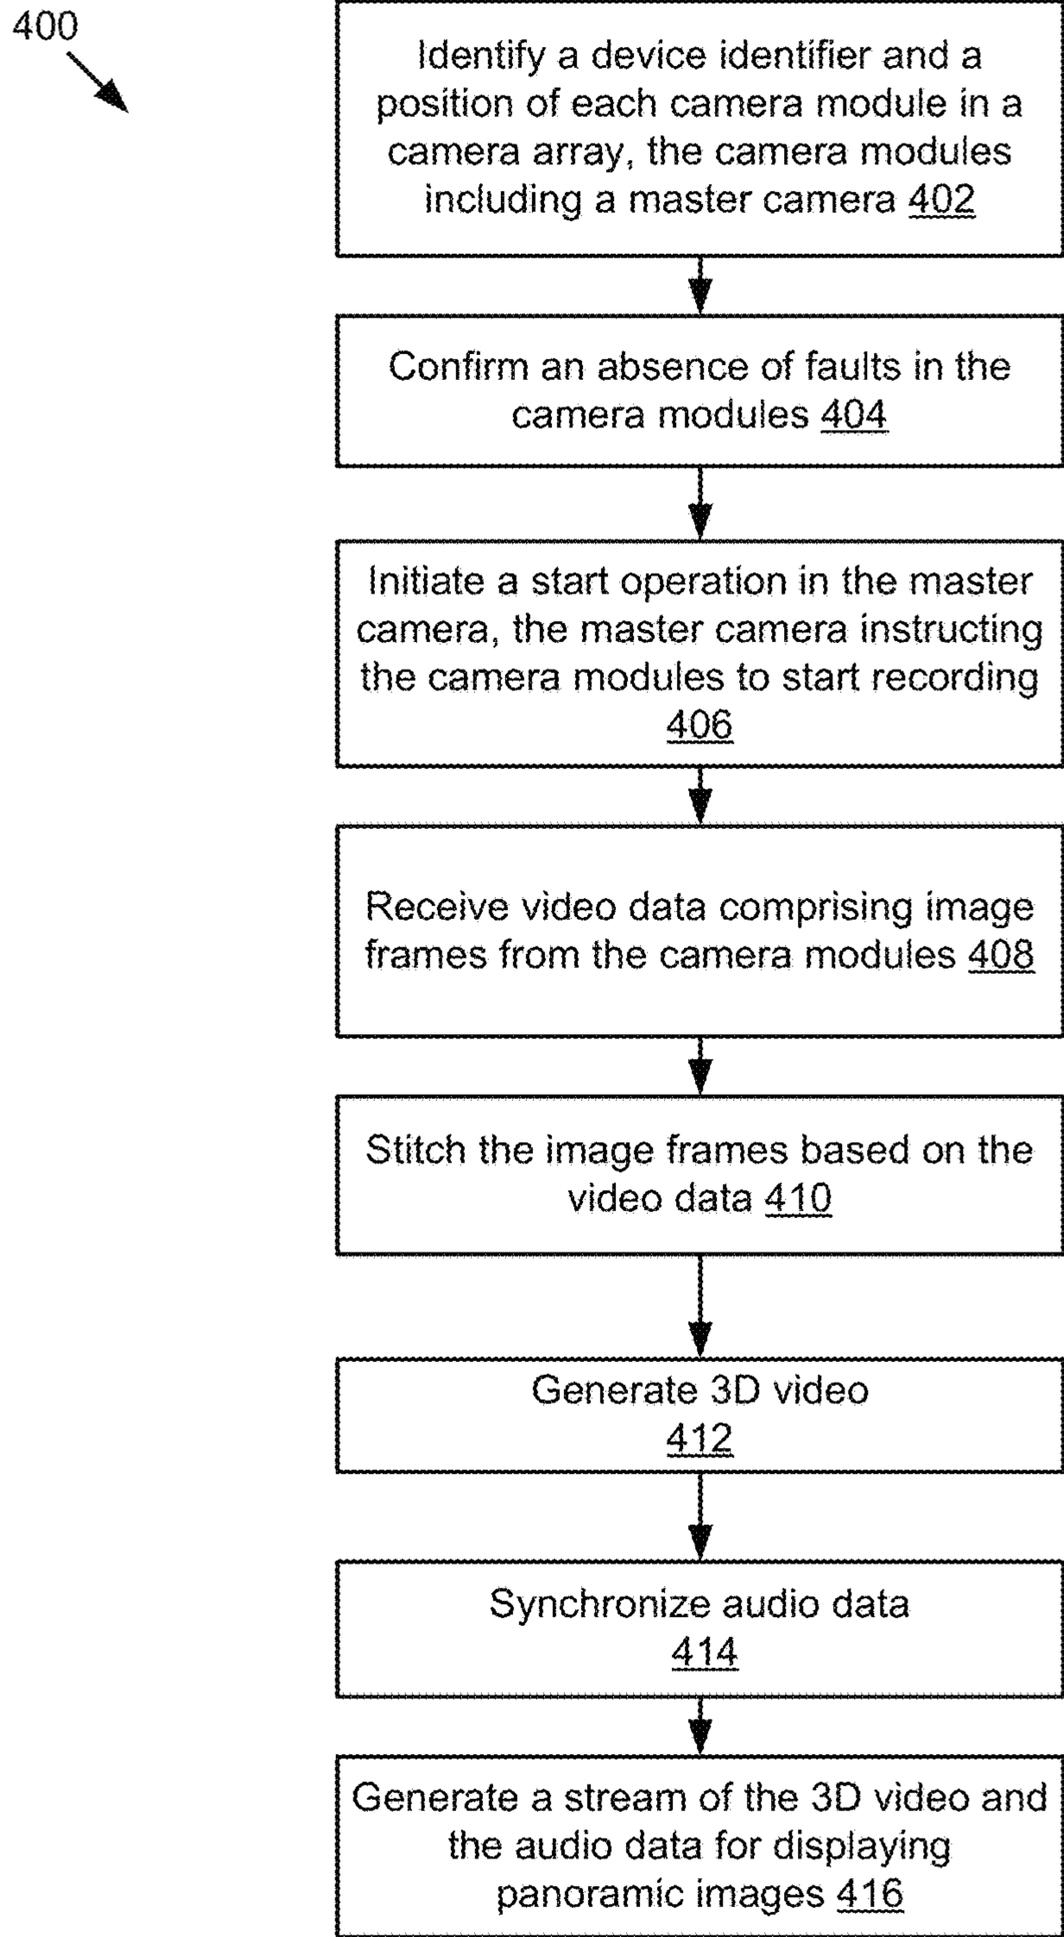 400
Identify a device identifier and a
position of each camera module in a
camera array, the camera modules
including a master camera 402
Confirm an absence of faults in the
camera modules 404
Initiate a start operation in the master
camera, the master camera instructing
the camera modules to start recording
406
Receive video data comprising image
frames from the camera modules 408
Stitch the image frames based on the
video data 410
Generate 3D video
412
Synchronize audio data
414
Generate a stream of the 3D video and
the audio data for displaying
panoramic images 416